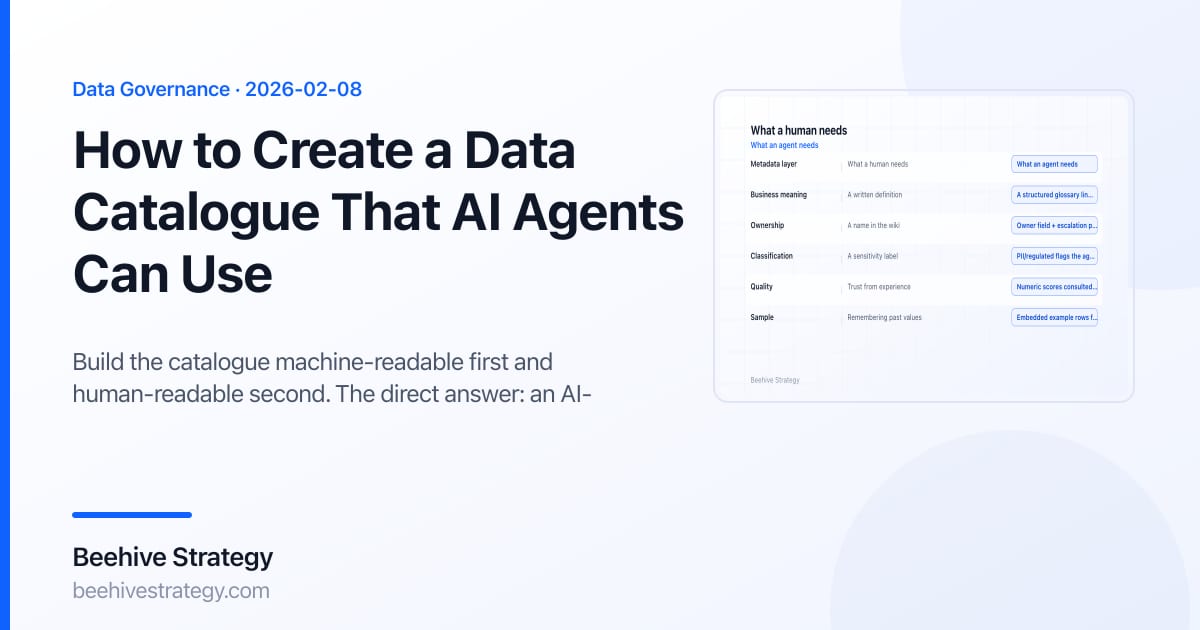 Data Governance · 2026-02-08
How to Create a Data
Catalogue That AI Agents
Can Use
Build the catalogue machine-readable first and
human-readable second. The direct answer: an AI-
Beehive Strategy
beehivestrategy.com
What a human needs
What an agent needs
Metadata layer What a human needs What an agent needs
Business meaning A written definition A structured glossary lin...
Ownership A name in the wiki Owner field + escalation p...
Classification A sensitivity label PII/regulated flags the ag...
Quality Trust from experience Numeric scores consulted...
Sample Remembering past values Embedded example rows f...
Beehive Strategy